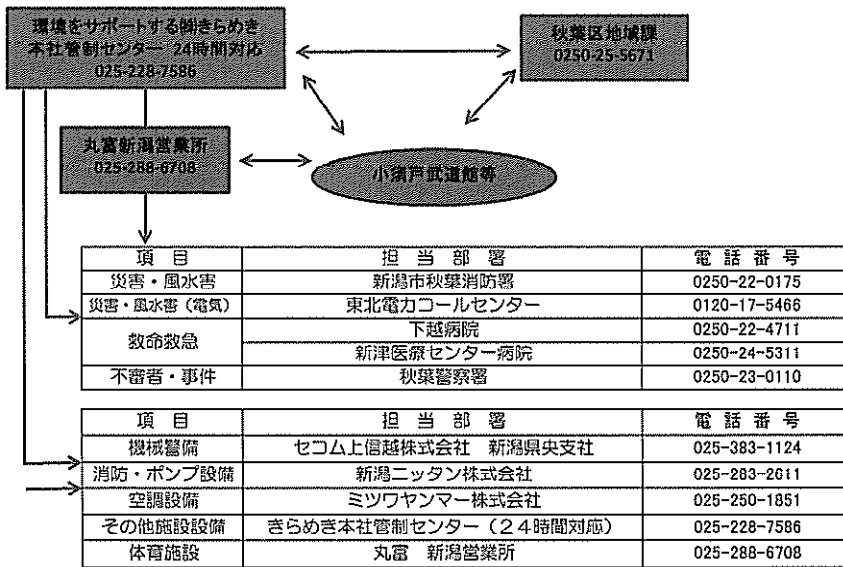 環境をサポートする㈱きらめき
本社管制センター 24時間対応
025-228-7586
秋葉区地域課
0250-25-5671
丸富新潟営業所
025-288-6708
小須戸武道館等
項 目 担 当 部 署 電 話 番 号
災害・風水害 新潟市秋葉消防署 0250-22-0175
災害・風水害（電気） 東北電力コールセンター 0120-17-5466
救命救急 下越病院 0250-22-4711
新津医療センター病院 0250-24-5311
不審者・事件 秋葉警察署 0250-23-0110
項 目 担 当 部 署 電 話 番 号
機械警備 セコム上信越株式会社 新潟県央支社 025-383-1124
消防・ポンプ設備 新潟ニッタン株式会社 025-283-2611
空調設備 ミツワヤンマー株式会社 025-250-1851
その他施設設備 きらめき本社管制センター（２４時間対応） 025-228-7586
体育施設 丸富 新潟営業所 025-288-6708